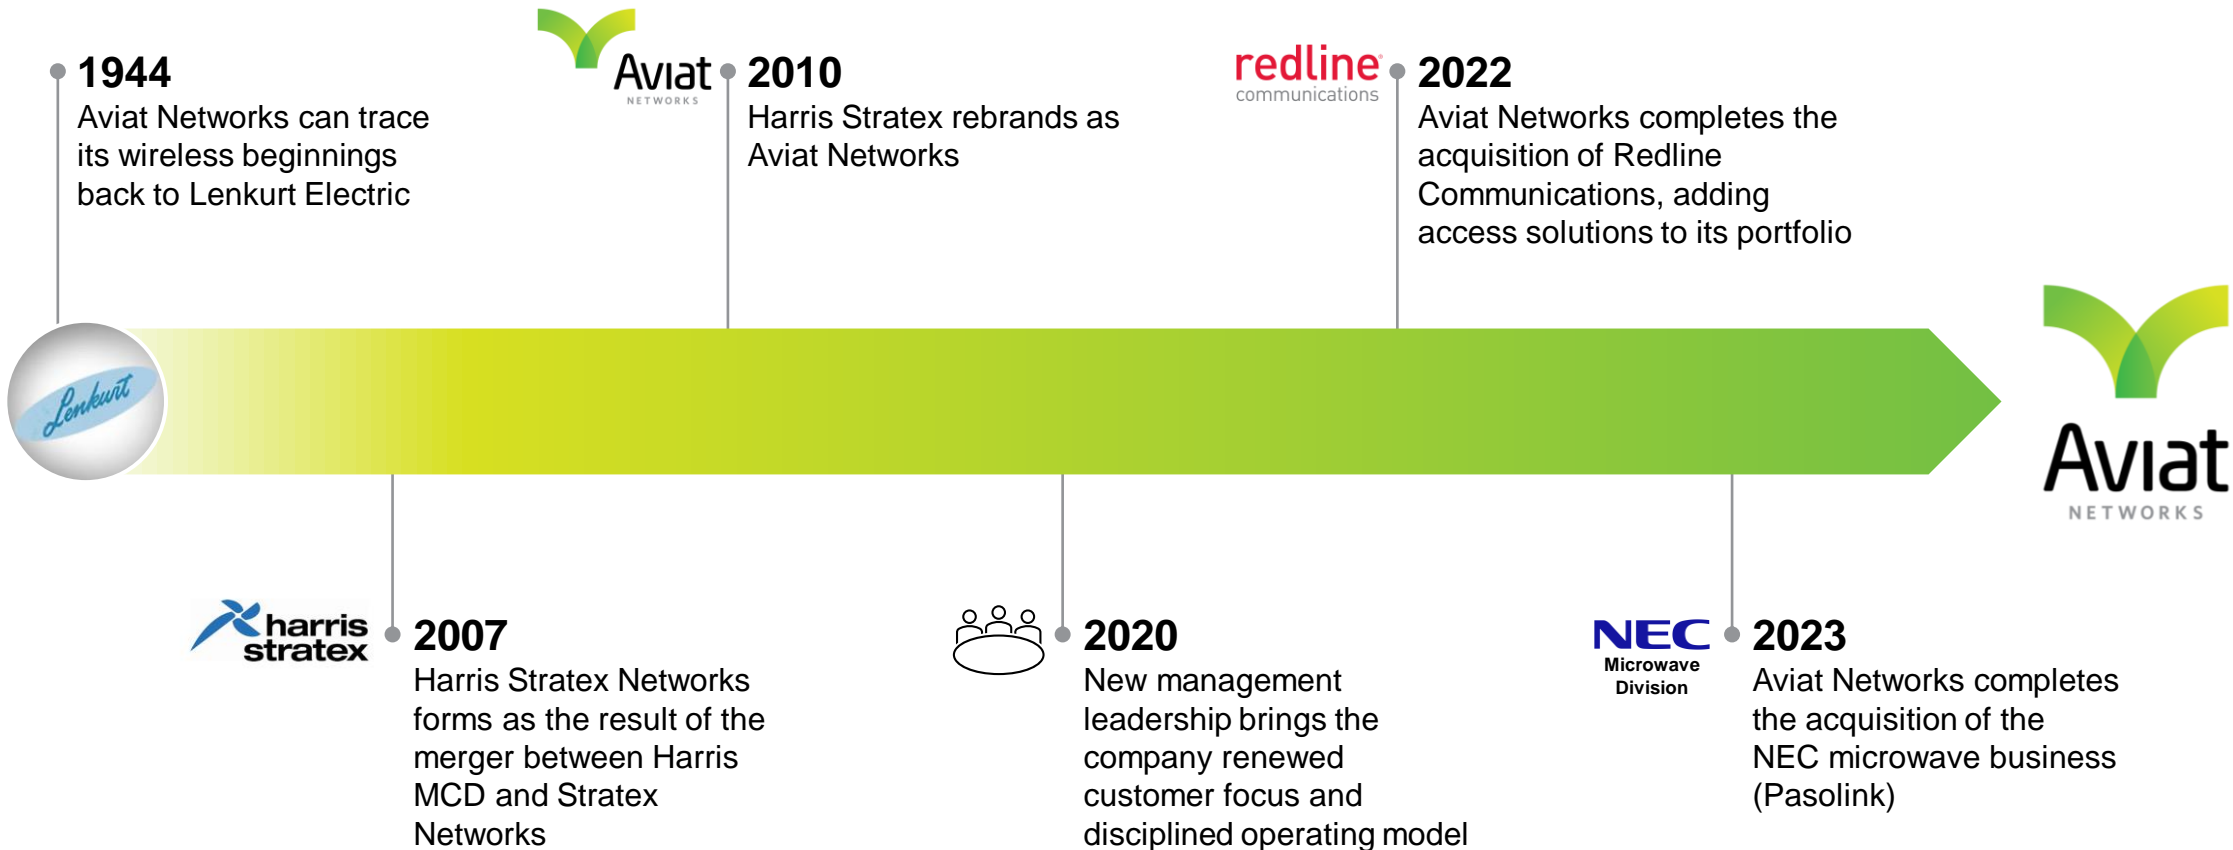 1944
Aviat Networks can trace
its wireless beginnings
back to Lenkurt Electric
Aviat
NETWORKS
2010
Harris Stratex rebrands as
Aviat Networks
redline
communications
2022
Aviat Networks completes the
acquisition of Redline
Communications, adding
access solutions to its portfolio
Lenkurt
Aviat
NETWORKS
harris
stratex
2007
Harris Stratex Networks
forms as the result of the
merger between Harris
MCD and Stratex
Networks
2020
New management
leadership brings the
company renewed
customer focus and
disciplined operating model
NEC
Microwave
Division
2023
Aviat Networks completes
the acquisition of the
NEC microwave business
(Pasolink)